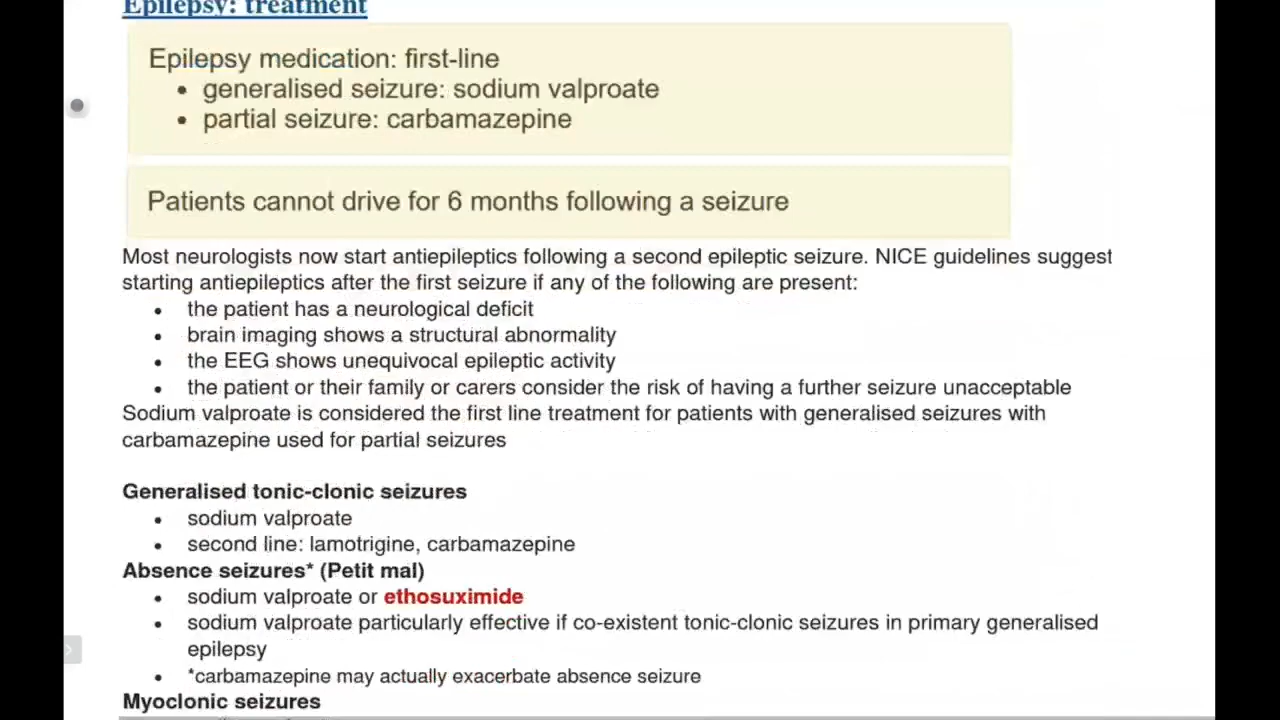 Epilepsy: treatment
Epilepsy medication: first-line
• generalised seizure: sodium valproate
• partial seizure: carbamazepine
Patients cannot drive for 6 months following a seizure
Most neurologists now start antiepileptics following a second epileptic seizure. NICE guidelines suggest
starting antiepileptics after the first seizure if any of the following are present:
• the patient has a neurological deficit
• brain imaging shows a structural abnormality
• the EEG shows unequivocal epileptic activity
• the patient or their family or carers consider the risk of having a further seizure unacceptable
Sodium valproate is considered the first line treatment for patients with generalised seizures with
carbamazepine used for partial seizures
Generalised tonic-clonic seizures
• sodium valproate
• second line: lamotrigine, carbamazepine
Absence seizures* (Petit mal)
• sodium valproate or ethosuximide
• sodium valproate particularly effective if co-existent tonic-clonic seizures in primary generalised
epilepsy
• *carbamazepine may actually exacerbate absence seizure
Myoclonic seizures